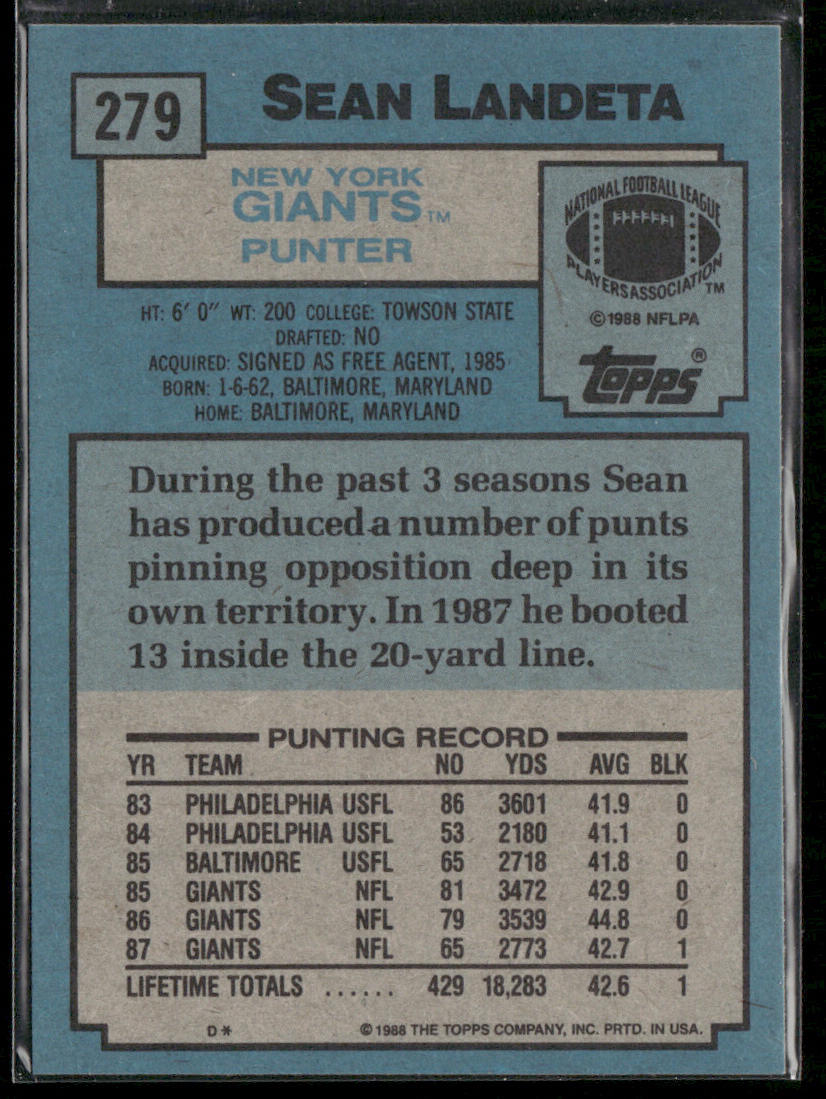 279
SEAN LANDETA
NEW YORK
GIANTS™
PUNTER
NATIONAL FOOTBALL LEAGUE
PLAYERS ASSOCIATION™
©1988 NFLPA
topps®
HT: 6' 0" WT: 200 COLLEGE: TOWSON STATE
DRAFTED: NO
ACQUIRED: SIGNED AS FREE AGENT, 1985
BORN: 1-6-62, BALTIMORE, MARYLAND
HOME: BALTIMORE, MARYLAND
During the past 3 seasons Sean
has produced a number of punts
pinning opposition deep in its
own territory. In 1987 he booted
13 inside the 20-yard line.
PUNTING RECORD
YR TEAM NO YDS AVG BLK
83 PHILADELPHIA USFL 86 3601 41.9 0
84 PHILADELPHIA USFL 53 2180 41.1 0
85 BALTIMORE USFL 65 2718 41.8 0
85 GIANTS NFL 81 3472 42.9 0
86 GIANTS NFL 79 3539 44.8 0
87 GIANTS NFL 65 2773 42.7 1
LIFETIME TOTALS ...... 429 18,283 42.6 1
D* ©1988 THE TOPPS COMPANY, INC. PRTD. IN USA.